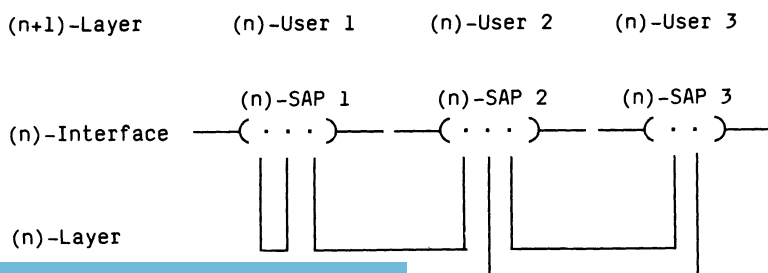 (n+1)-Layer (n)-User 1 (n)-User 2 (n)-User 3
(n)-SAP 1 (n)-SAP 2 (n)-SAP 3
(n)-Interface
(n)-Layer